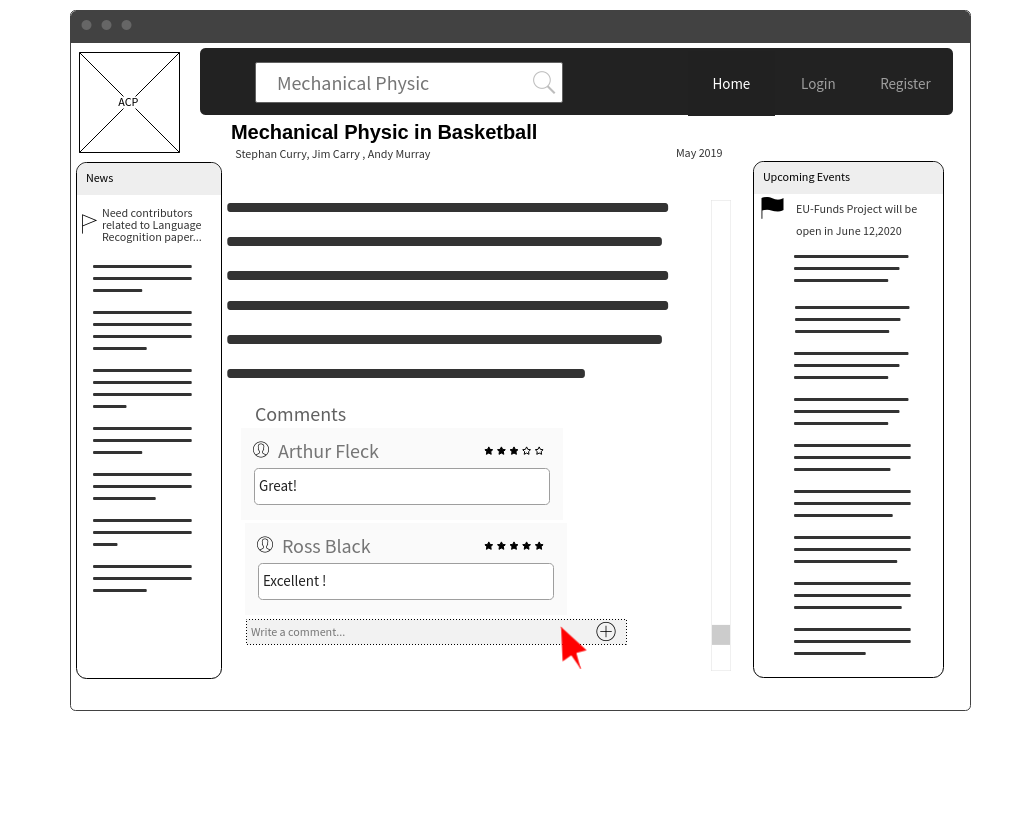 ACP
Mechanical Physic
Home
Login
Register
Mechanical Physic in Basketball
Stephan Curry, Jim Carry , Andy Murray
May 2019
News
Need contributors
related to Language
Recognition paper...
Upcoming Events
EU-Funds Project will be
open in June 12,2020
Comments
Arthur Fleck
Great!
Ross Black
Excellent !
Write a comment...